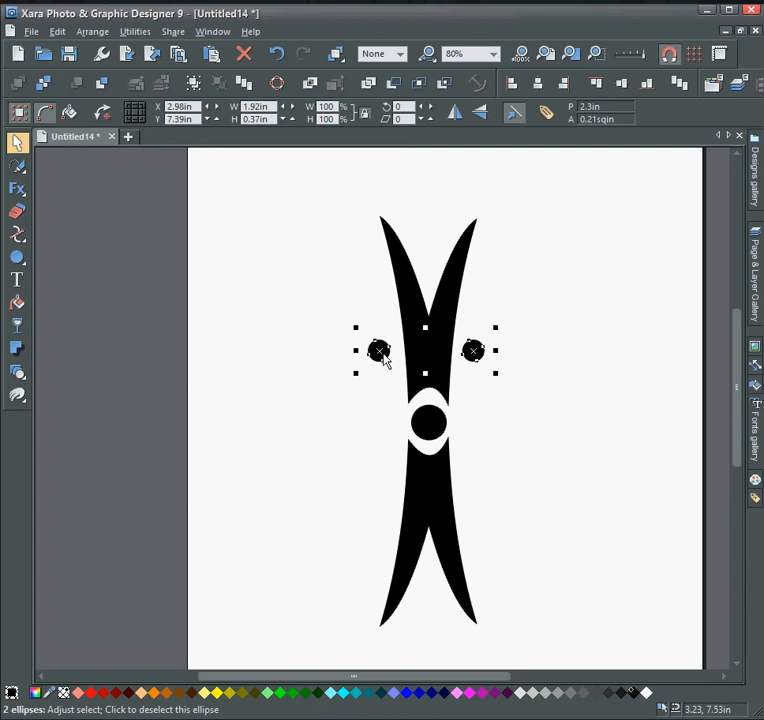 Xara Photo & Graphic Designer 9 - [Untitled14 *]
File Edit Arrange Utilities Share Window Help
None 80%
X 2.98in W 1.92in W 100 % 0 P 2.3in
Y 7.39in H 0.37in H 100 % 0 A 0.21sqin
Untitled14 *
Designs gallery
Page & Layer Gallery
Fonts gallery
2 ellipses: Adjust select; Click to deselect this ellipse
3.23, 7.53in